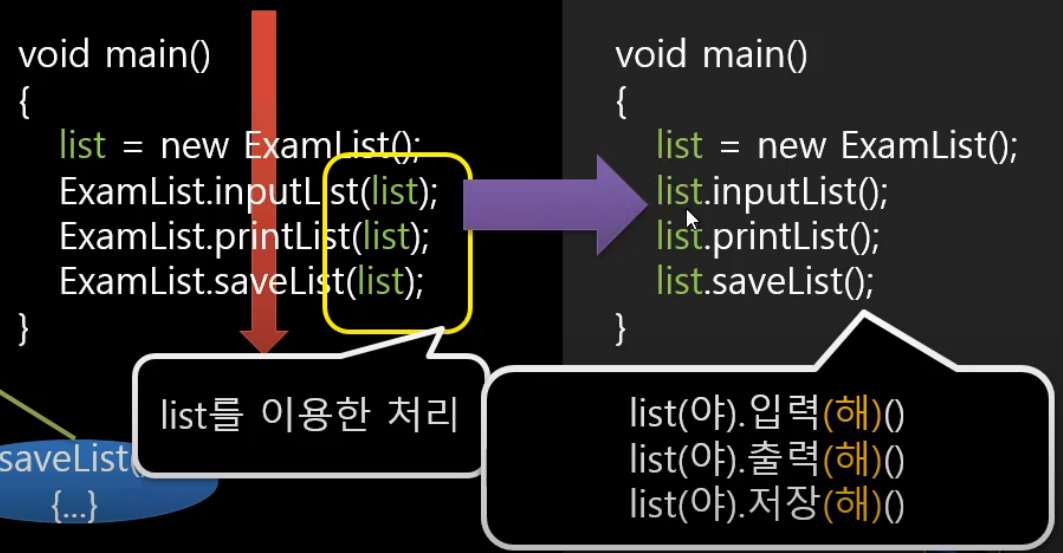 void main()
{
list = new ExamList();
ExamList.inputList(list);
ExamList.printList(list);
ExamList.saveList(list);
}
list를 이용한 처리
saveList(
{...}
void main()
{
list = new ExamList();
list.inputList();
list.printList();
list.saveList();
}
list(야).입력(해)()
list(야).출력(해)()
list(야).저장(해)()